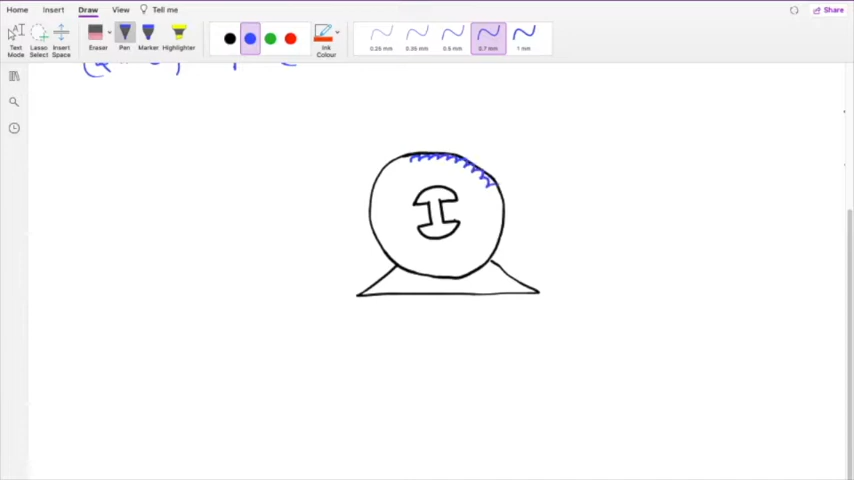 Home Insert Draw View Tell me Share
Text Mode Lasso Select Insert Space Eraser Pen Marker Highlighter Ink Colour 0.25 mm 0.35 mm 0.5 mm 0.7 mm 1 mm